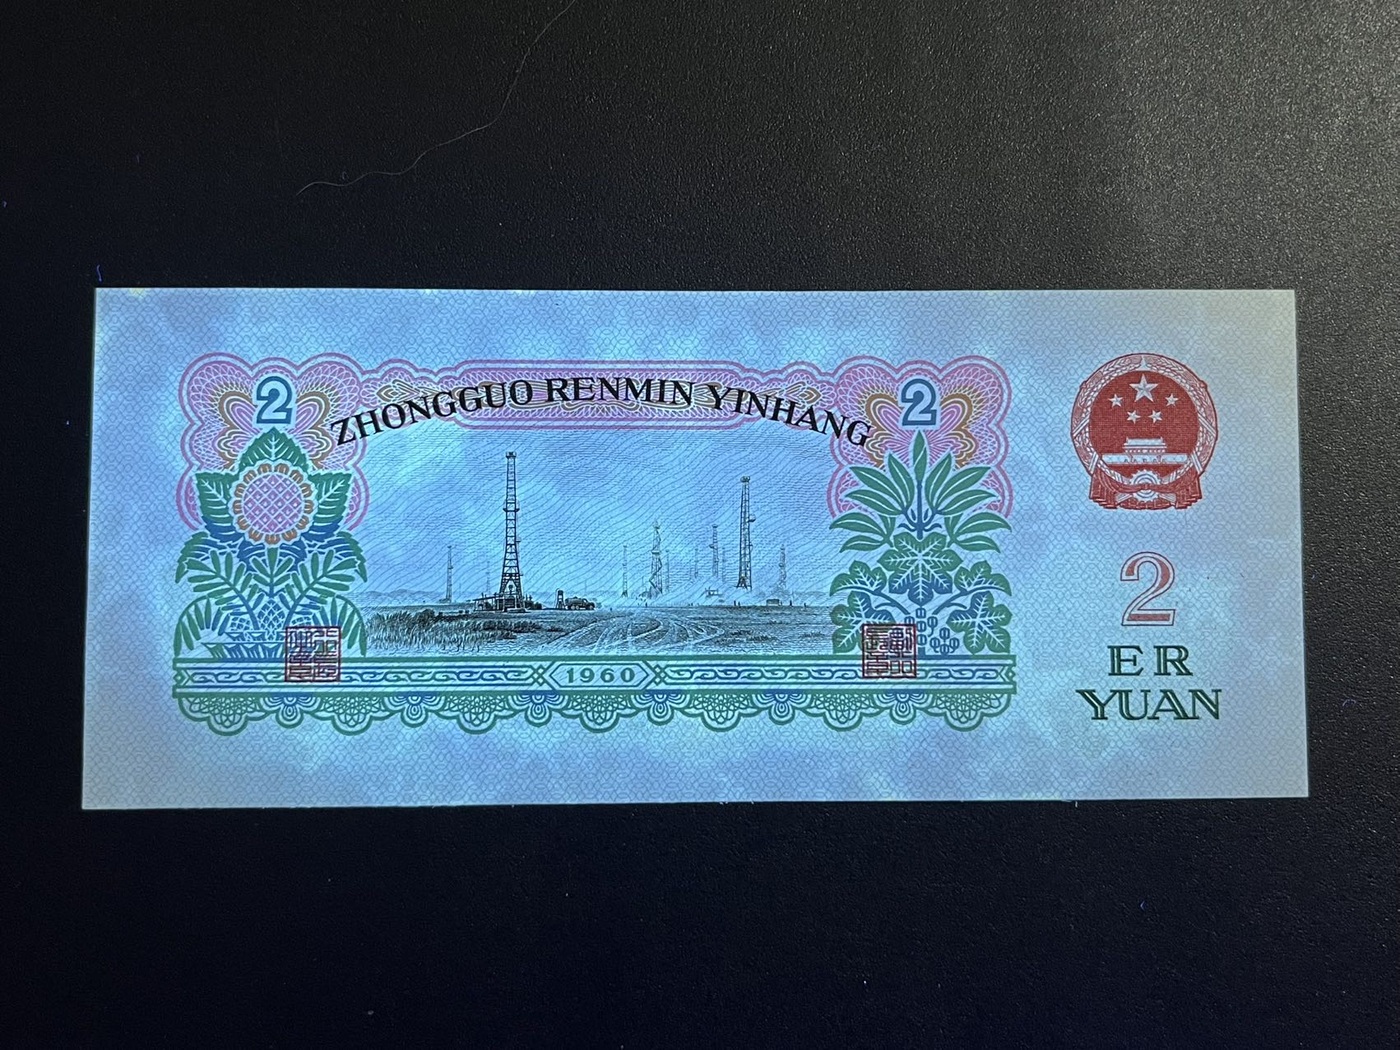 2
ZHONGGUO RENMIN YINHANG
2
1960
2
ER
YUAN